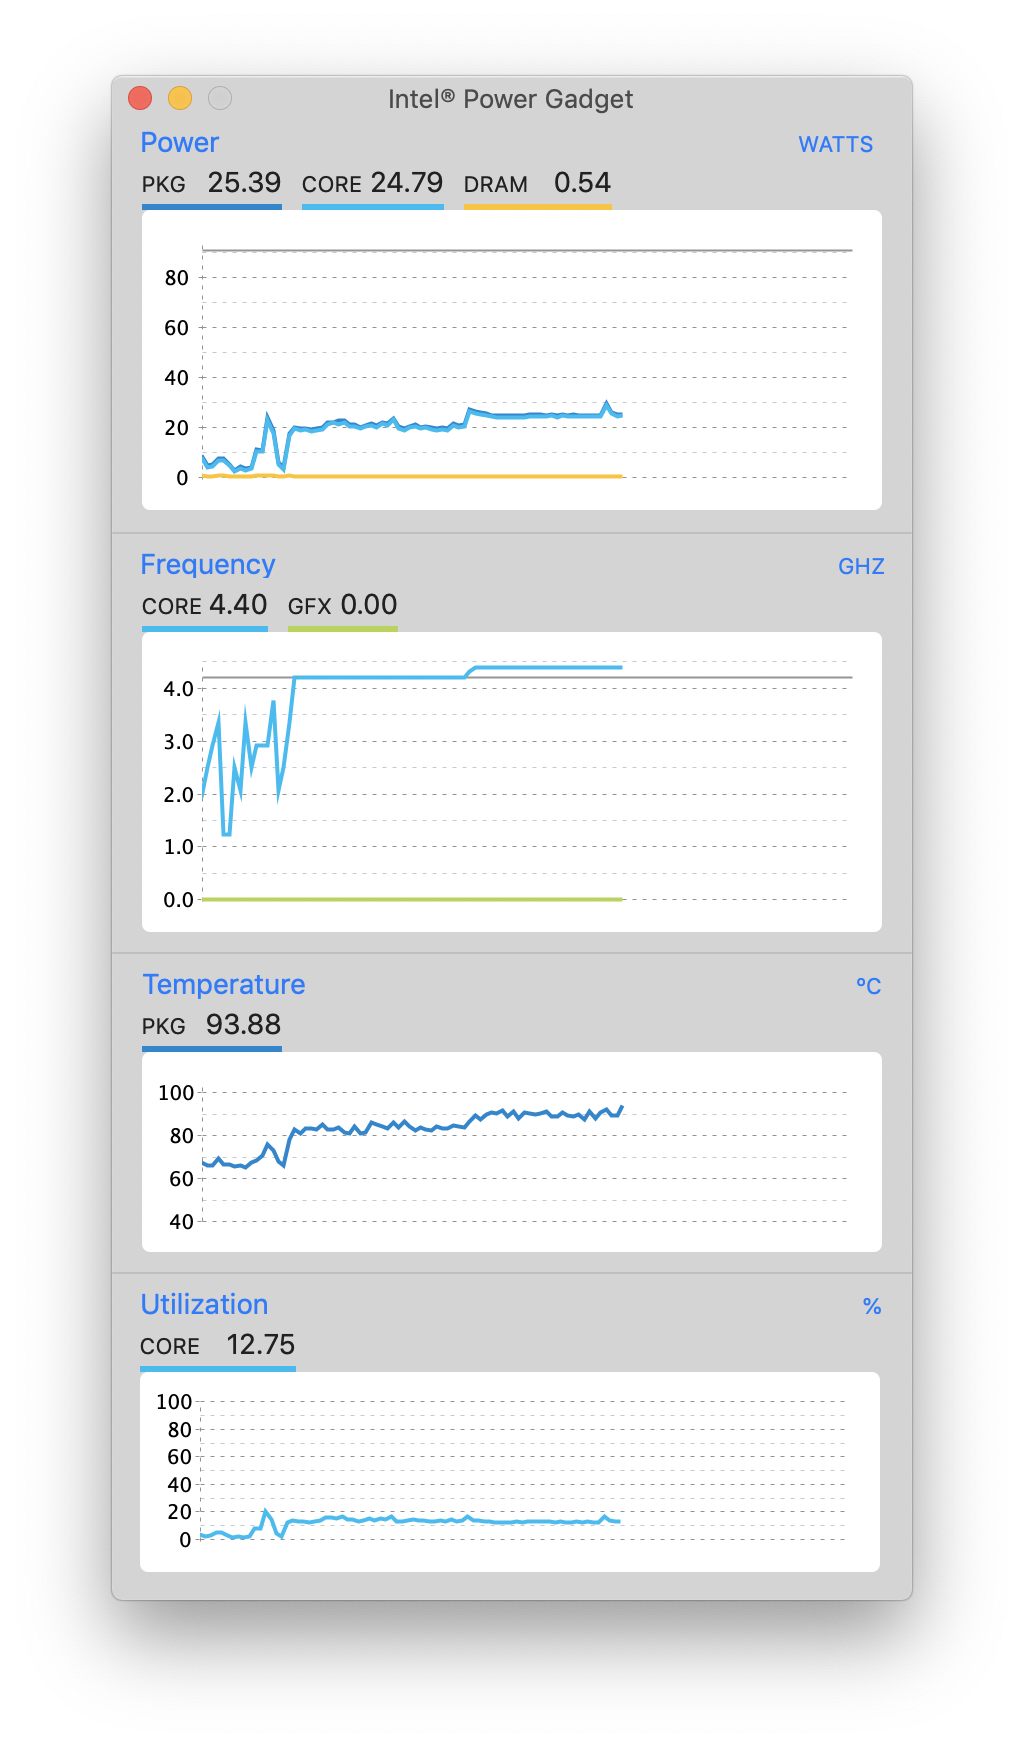 Intel® Power Gadget
Power WATTS
PKG 25.39 CORE 24.79 DRAM 0.54
80
60
40
20
0
Frequency GHZ
CORE 4.40 GFX 0.00
4.0
3.0
2.0
1.0
0.0
Temperature ºC
PKG 93.88
100
80
60
40
Utilization %
CORE 12.75
100
80
60
40
20
0